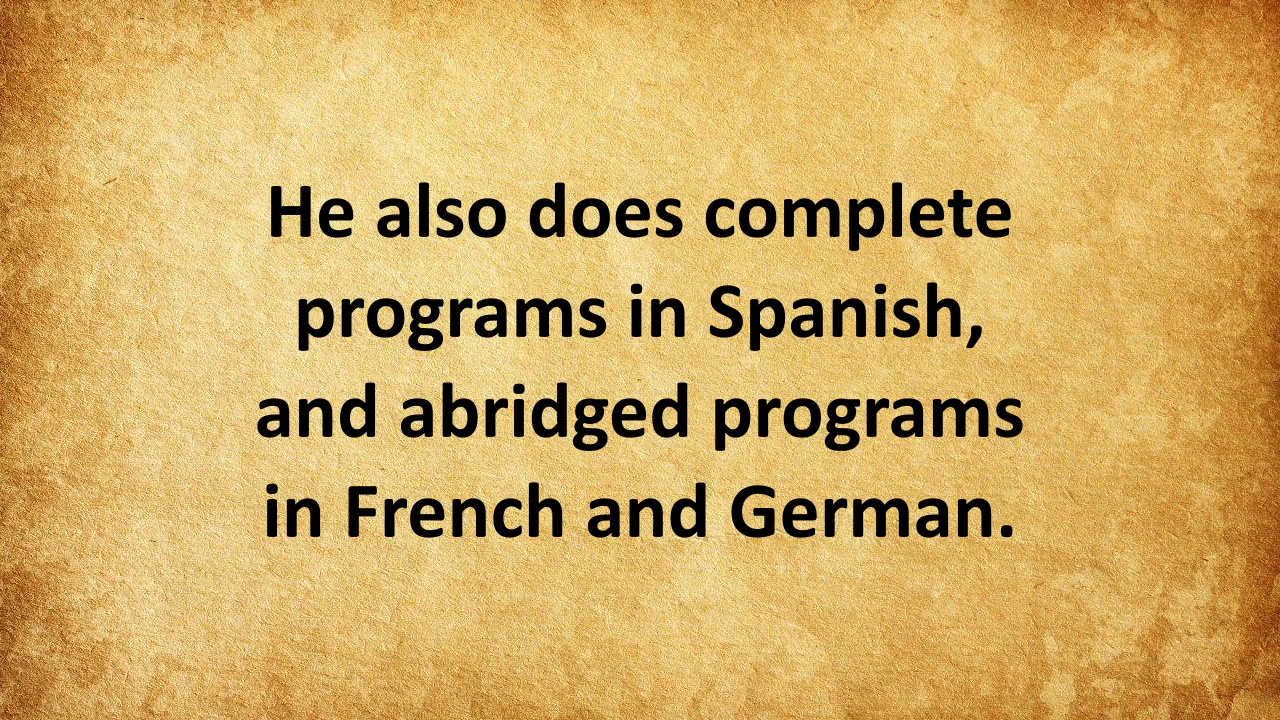 He also does complete
programs in Spanish,
and abridged programs
in French and German.